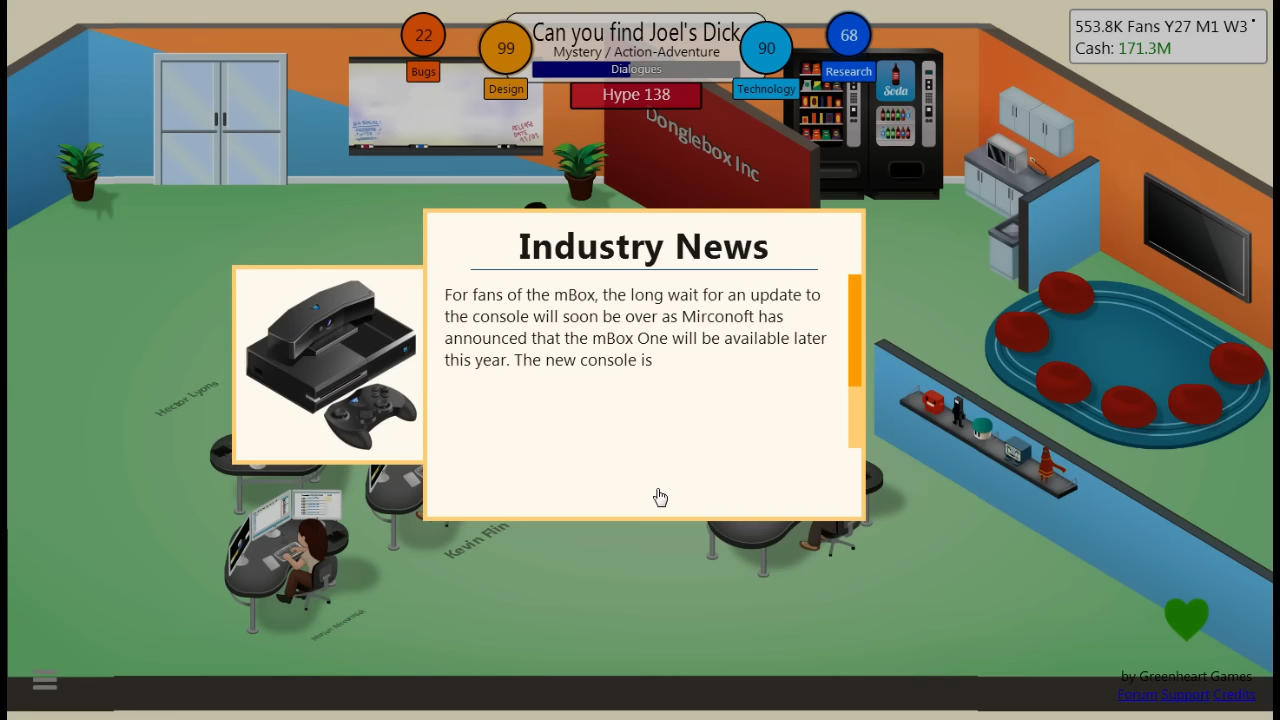 553.8K Fans Y27 M1 W3
Cash: 171.3M
22
Bugs
99
Design
Can you find Joel's Dick
Mystery / Action-Adventure
Dialogues
Hype 138
90
Technology
68
Research
Soda
RELEASE
Donglebox Inc
Industry News
For fans of the mBox, the long wait for an update to
the console will soon be over as Mirconoft has
announced that the mBox One will be available later
this year. The new console is
Hector Lyons
Kevin Flin
by Greenheart Games
Forum Support Credits